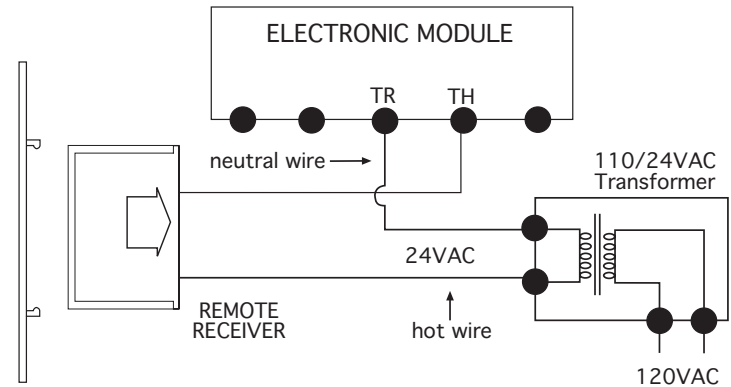 ELECTRONIC MODULE
TR TH
neutral wire
110/24VAC
Transformer
24VAC
REMOTE
RECEIVER
hot wire
120VAC